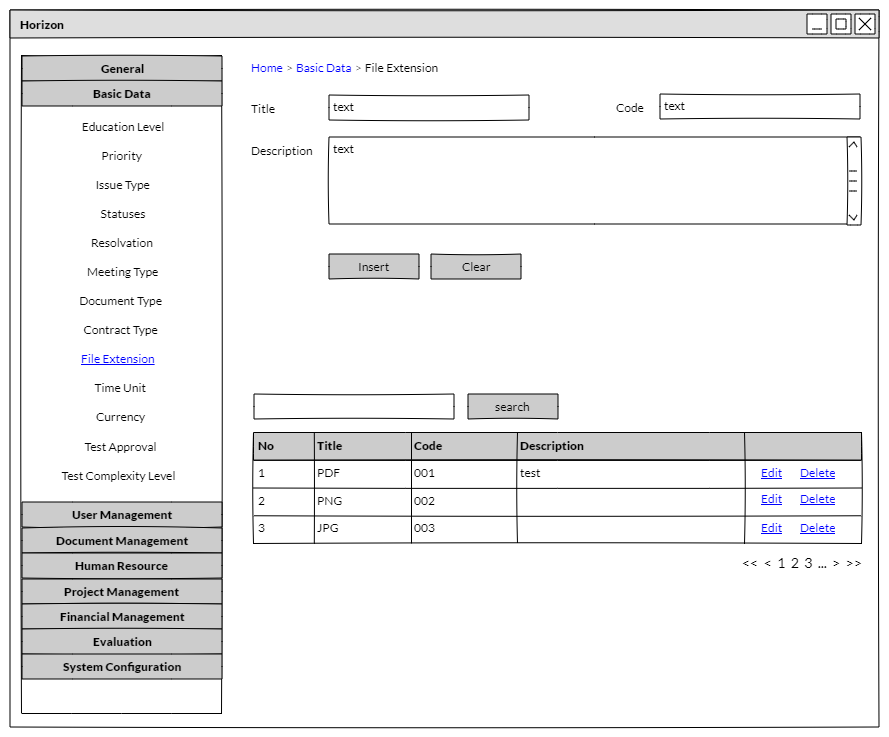 Horizon
General
Basic Data
Education Level
Priority
Issue Type
Statuses
Resolvation
Meeting Type
Document Type
Contract Type
File Extension
Time Unit
Currency
Test Approval
Test Complexity Level
User Management
Document Management
Human Resource
Project Management
Financial Management
Evaluation
System Configuration
Home > Basic Data > File Extension
Title text Code text
Description text
Insert Clear
search
No Title Code Description
1 PDF 001 test Edit Delete
2 PNG 002 Edit Delete
3 JPG 003 Edit Delete
<< < 1 2 3 ... > >>